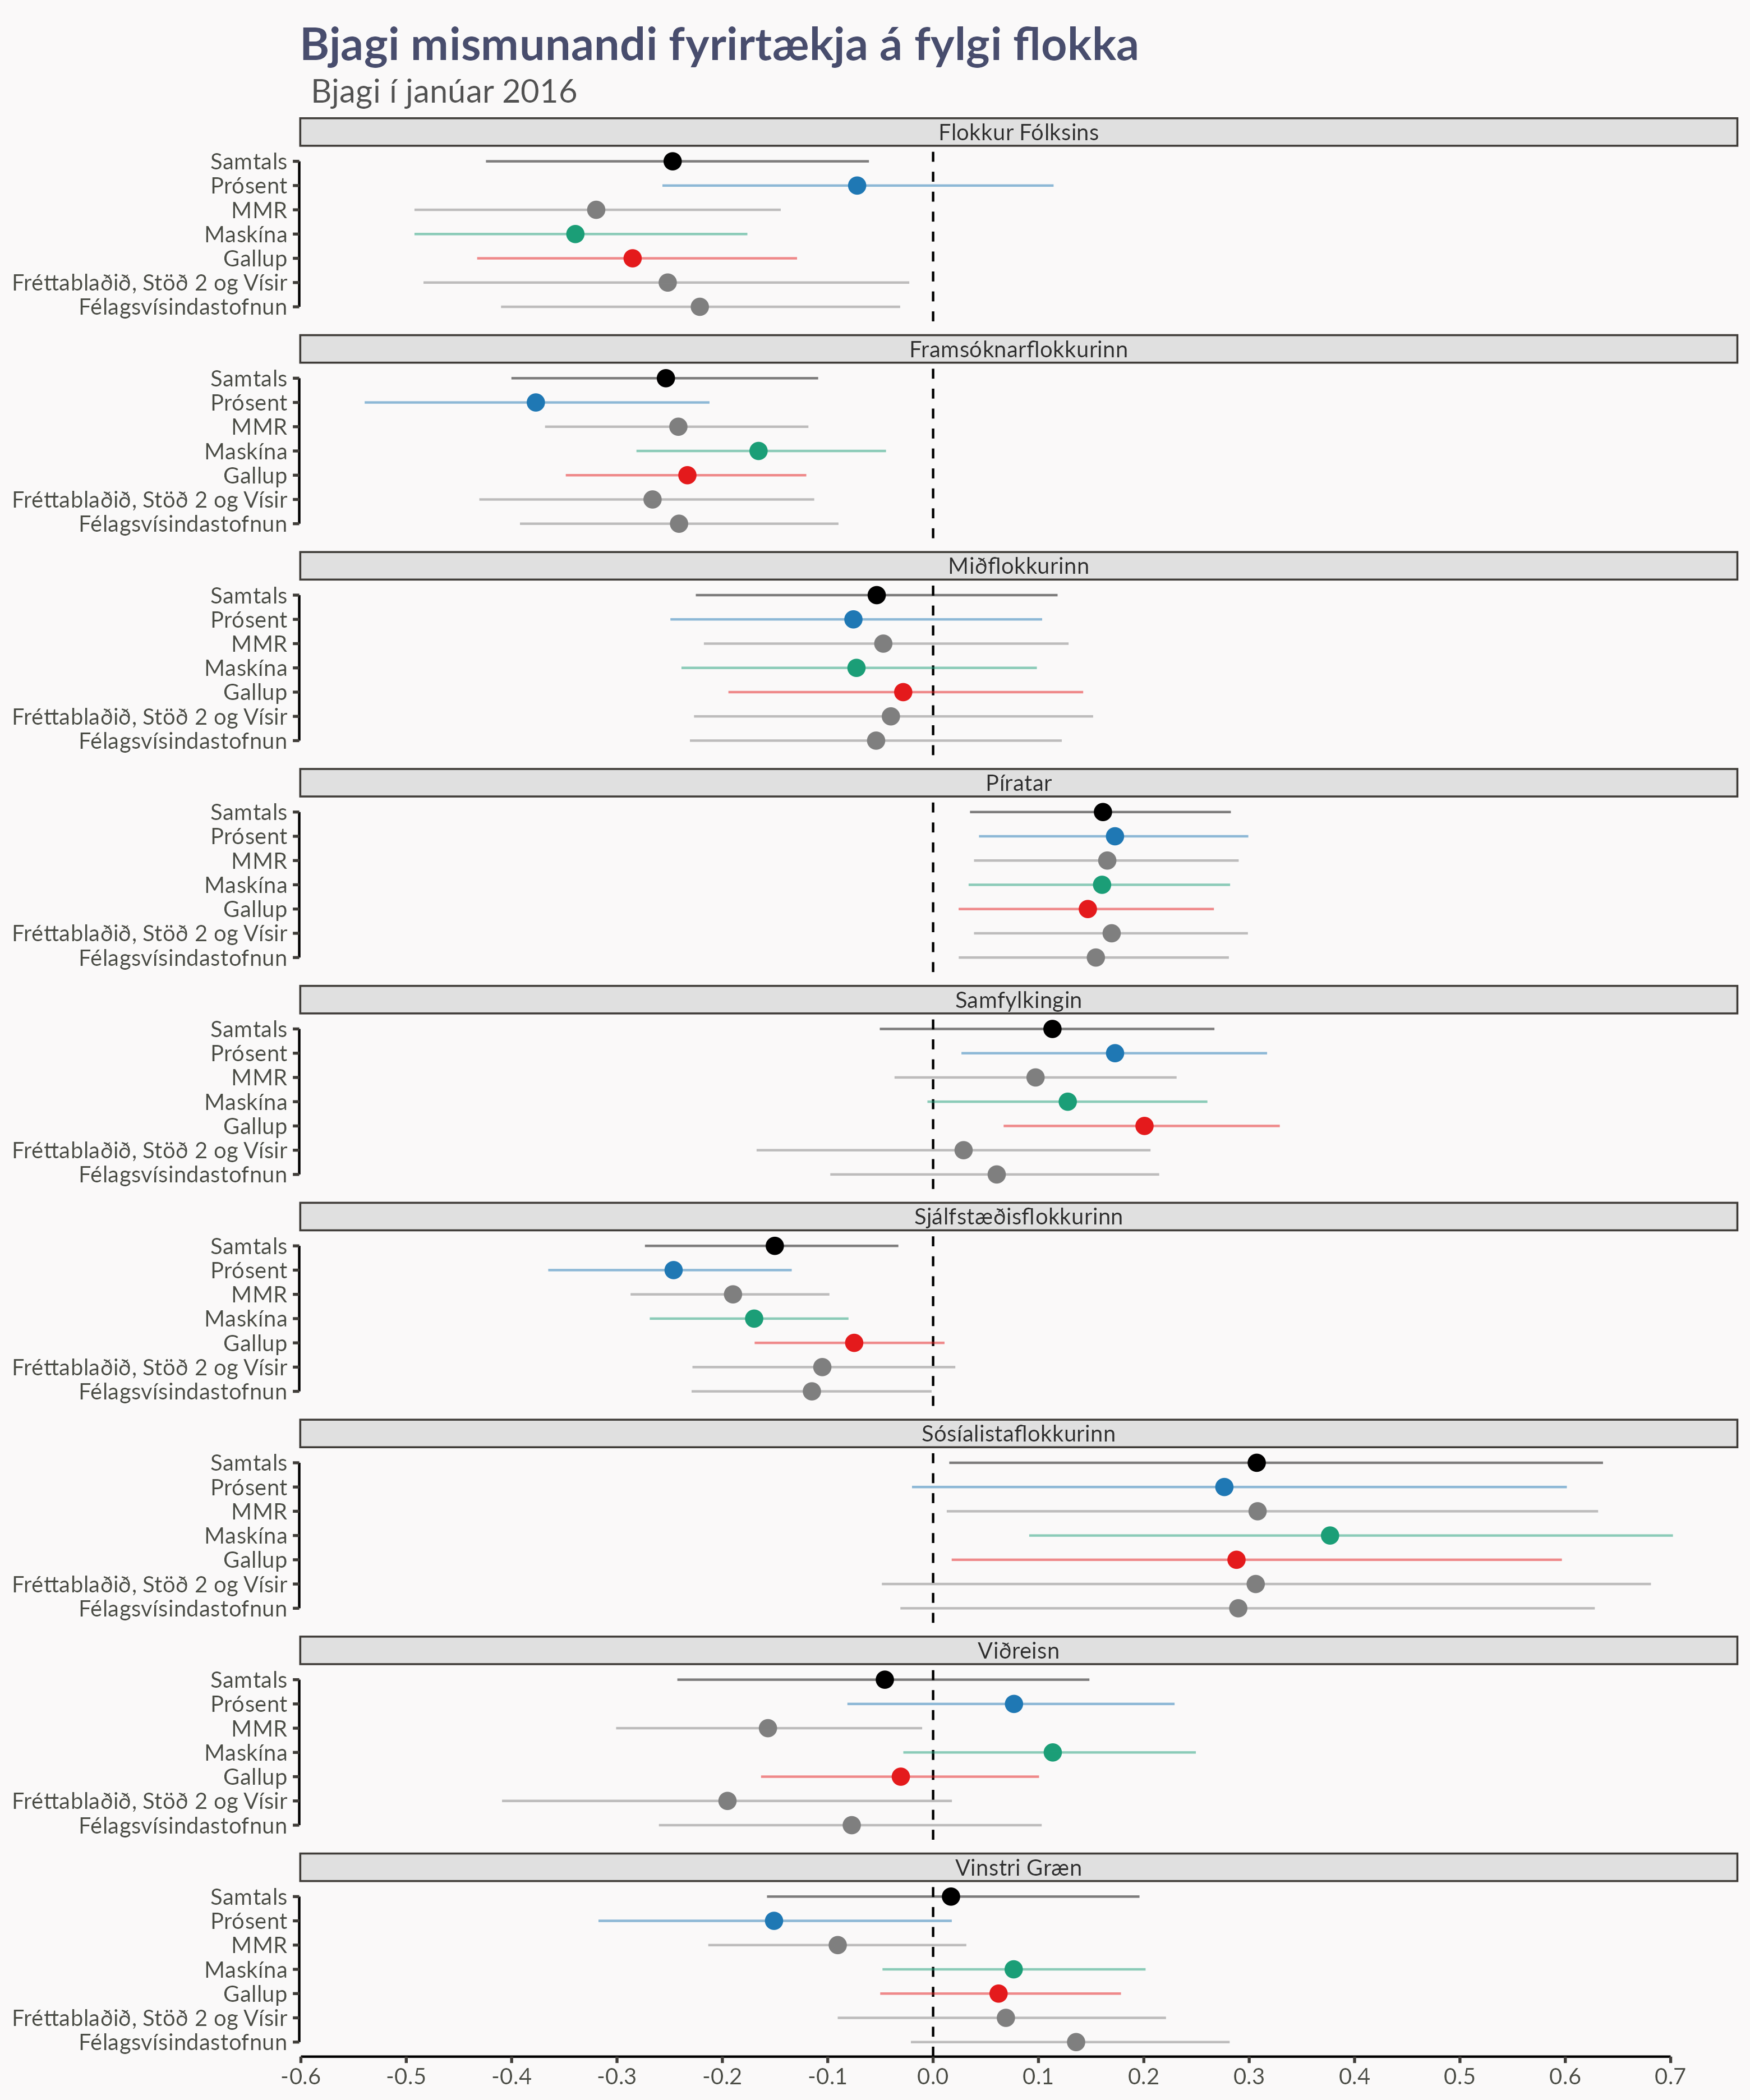 Bjagi mismunandi fyrirtækja á fylgi flokka
Bjagi í janúar 2016
Flokkur Fólksins
Samtals
Prósent
MMR
Maskína
Gallup
Fréttablaðið, Stöð 2 og Vísir
Félagsvísindastofnun
Framsóknarflokkurinn
Samtals
Prósent
MMR
Maskína
Gallup
Fréttablaðið, Stöð 2 og Vísir
Félagsvísindastofnun
Miðflokkurinn
Samtals
Prósent
MMR
Maskína
Gallup
Fréttablaðið, Stöð 2 og Vísir
Félagsvísindastofnun
Píratar
Samtals
Prósent
MMR
Maskína
Gallup
Fréttablaðið, Stöð 2 og Vísir
Félagsvísindastofnun
Samfylkingin
Samtals
Prósent
MMR
Maskína
Gallup
Fréttablaðið, Stöð 2 og Vísir
Félagsvísindastofnun
Sjálfstæðisflokkurinn
Samtals
Prósent
MMR
Maskína
Gallup
Fréttablaðið, Stöð 2 og Vísir
Félagsvísindastofnun
Sósíalistaflokkurinn
Samtals
Prósent
MMR
Maskína
Gallup
Fréttablaðið, Stöð 2 og Vísir
Félagsvísindastofnun
Viðreisn
Samtals
Prósent
MMR
Maskína
Gallup
Fréttablaðið, Stöð 2 og Vísir
Félagsvísindastofnun
Vinstri Græn
Samtals
Prósent
MMR
Maskína
Gallup
Fréttablaðið, Stöð 2 og Vísir
Félagsvísindastofnun
-0.6 -0.5 -0.4 -0.3 -0.2 -0.1 0.0 0.1 0.2 0.3 0.4 0.5 0.6 0.7